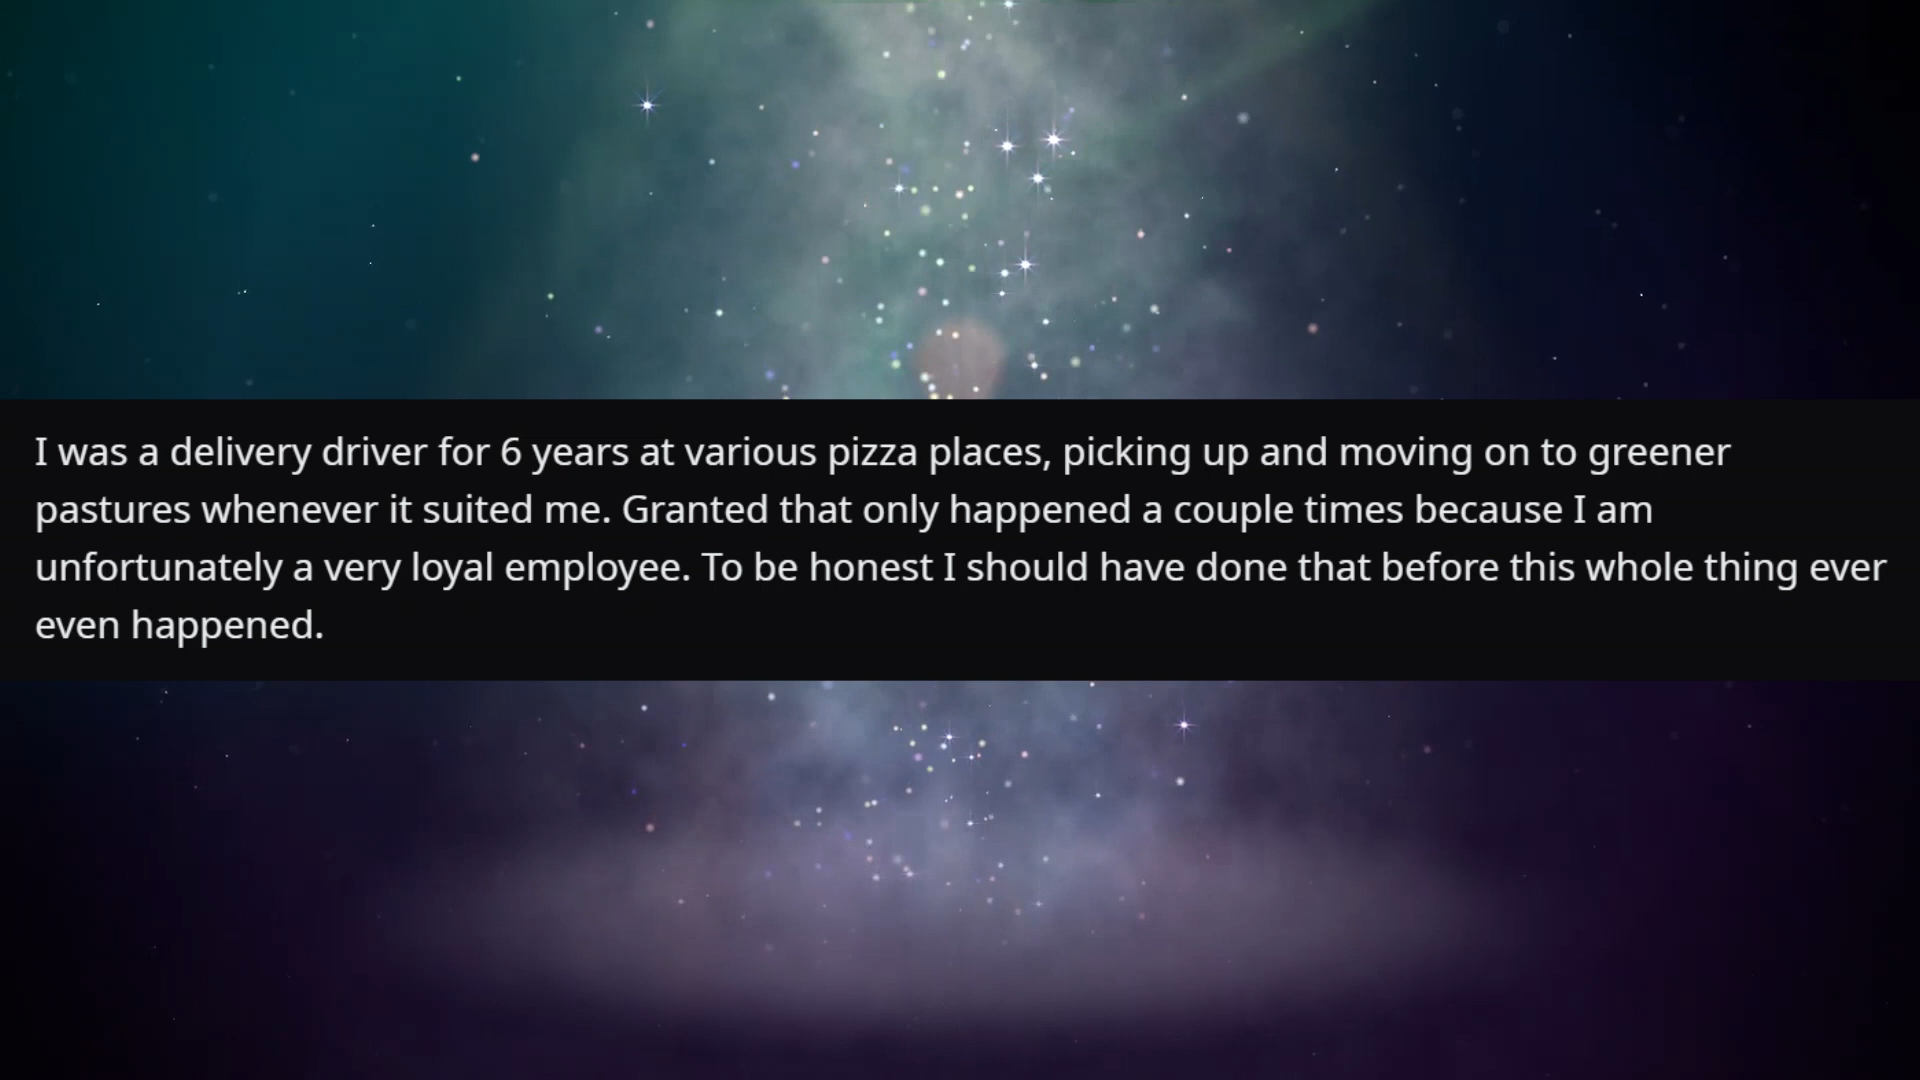 I was a delivery driver for 6 years at various pizza places, picking up and moving on to greener
pastures whenever it suited me. Granted that only happened a couple times because I am
unfortunately a very loyal employee. To be honest I should have done that before this whole thing ever
even happened.